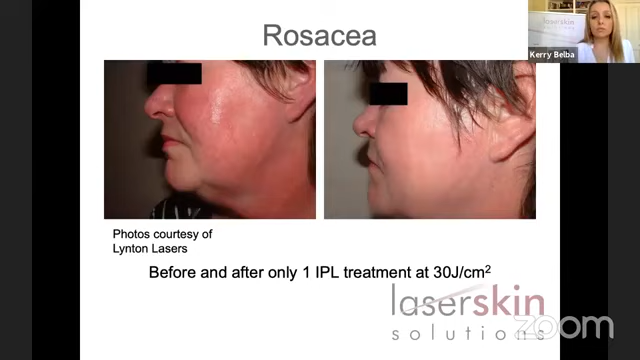 Rosacea
laserskin
Kerry Belba
Photos courtesy of
Lynton Lasers
Before and after only 1 IPL treatment at 30J/cm²
laserskin
solutions
zoom